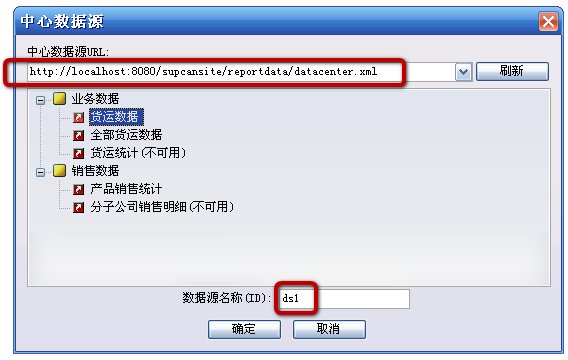 中心数据源
中心数据源URL:
http://localhost:8080/supcansite/reportdata/datacenter.xml
刷新
业务数据
货运数据
全部货运数据
货运统计(不可用)
销售数据
产品销售统计
分子公司销售明细(不可用)
数据源名称(ID): ds1
确定 取消